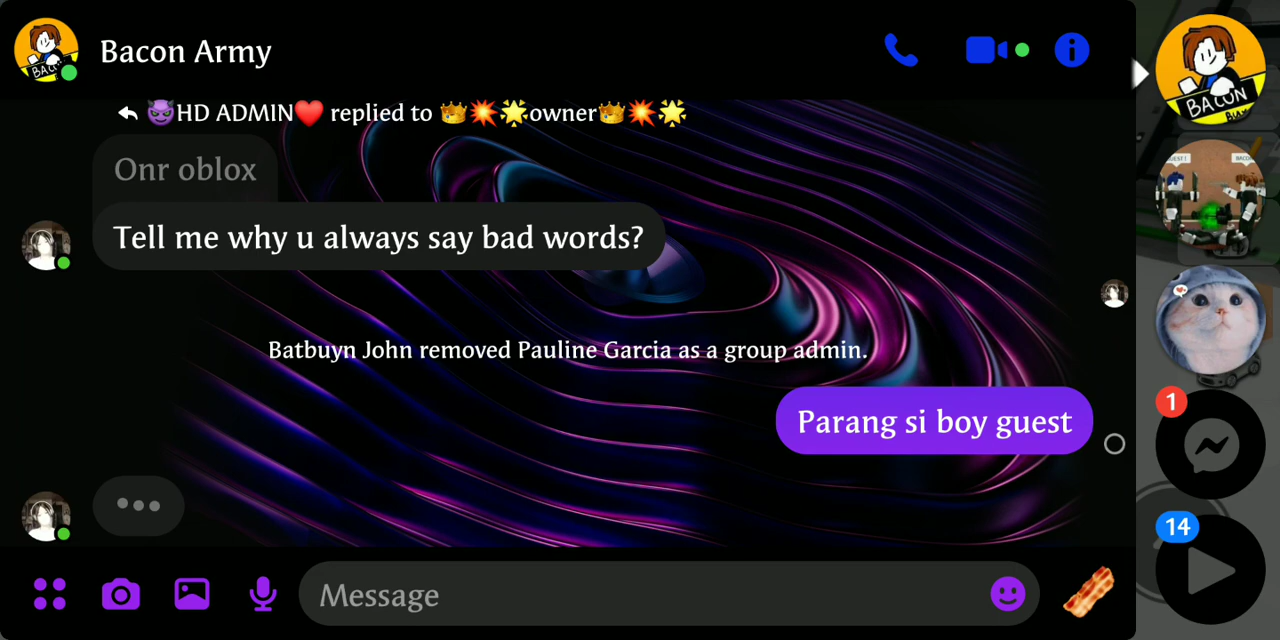 Bacon Army
😈HD ADMIN❤️ replied to 👑💥🌟owner👑💥🌟
Onr oblox
Tell me why u always say bad words?
Batbuyn John removed Pauline Garcia as a group admin.
Parang si boy guest
Message
BACON
1
14